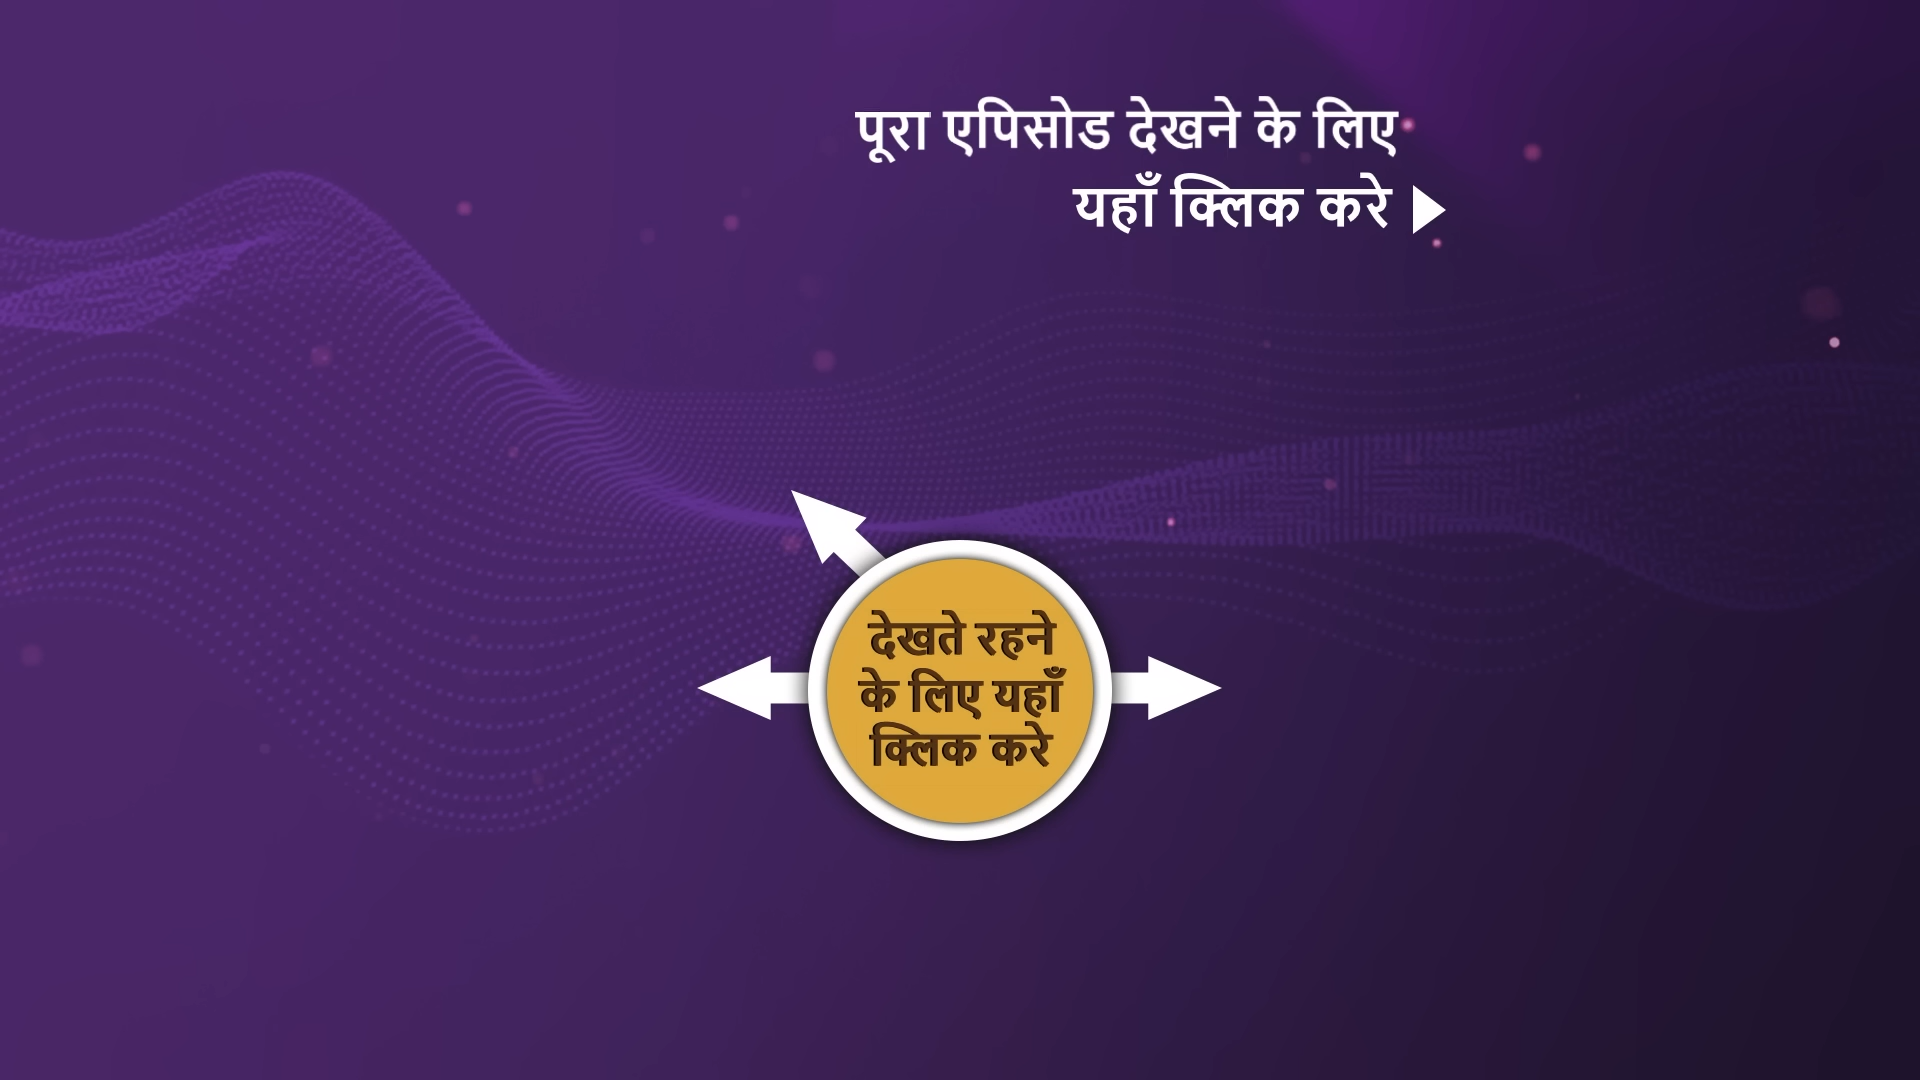 पूरा एपिसोड देखने के लिए
यहाँ क्लिक करे
देखते रहने
के लिए यहाँ
क्लिक करे